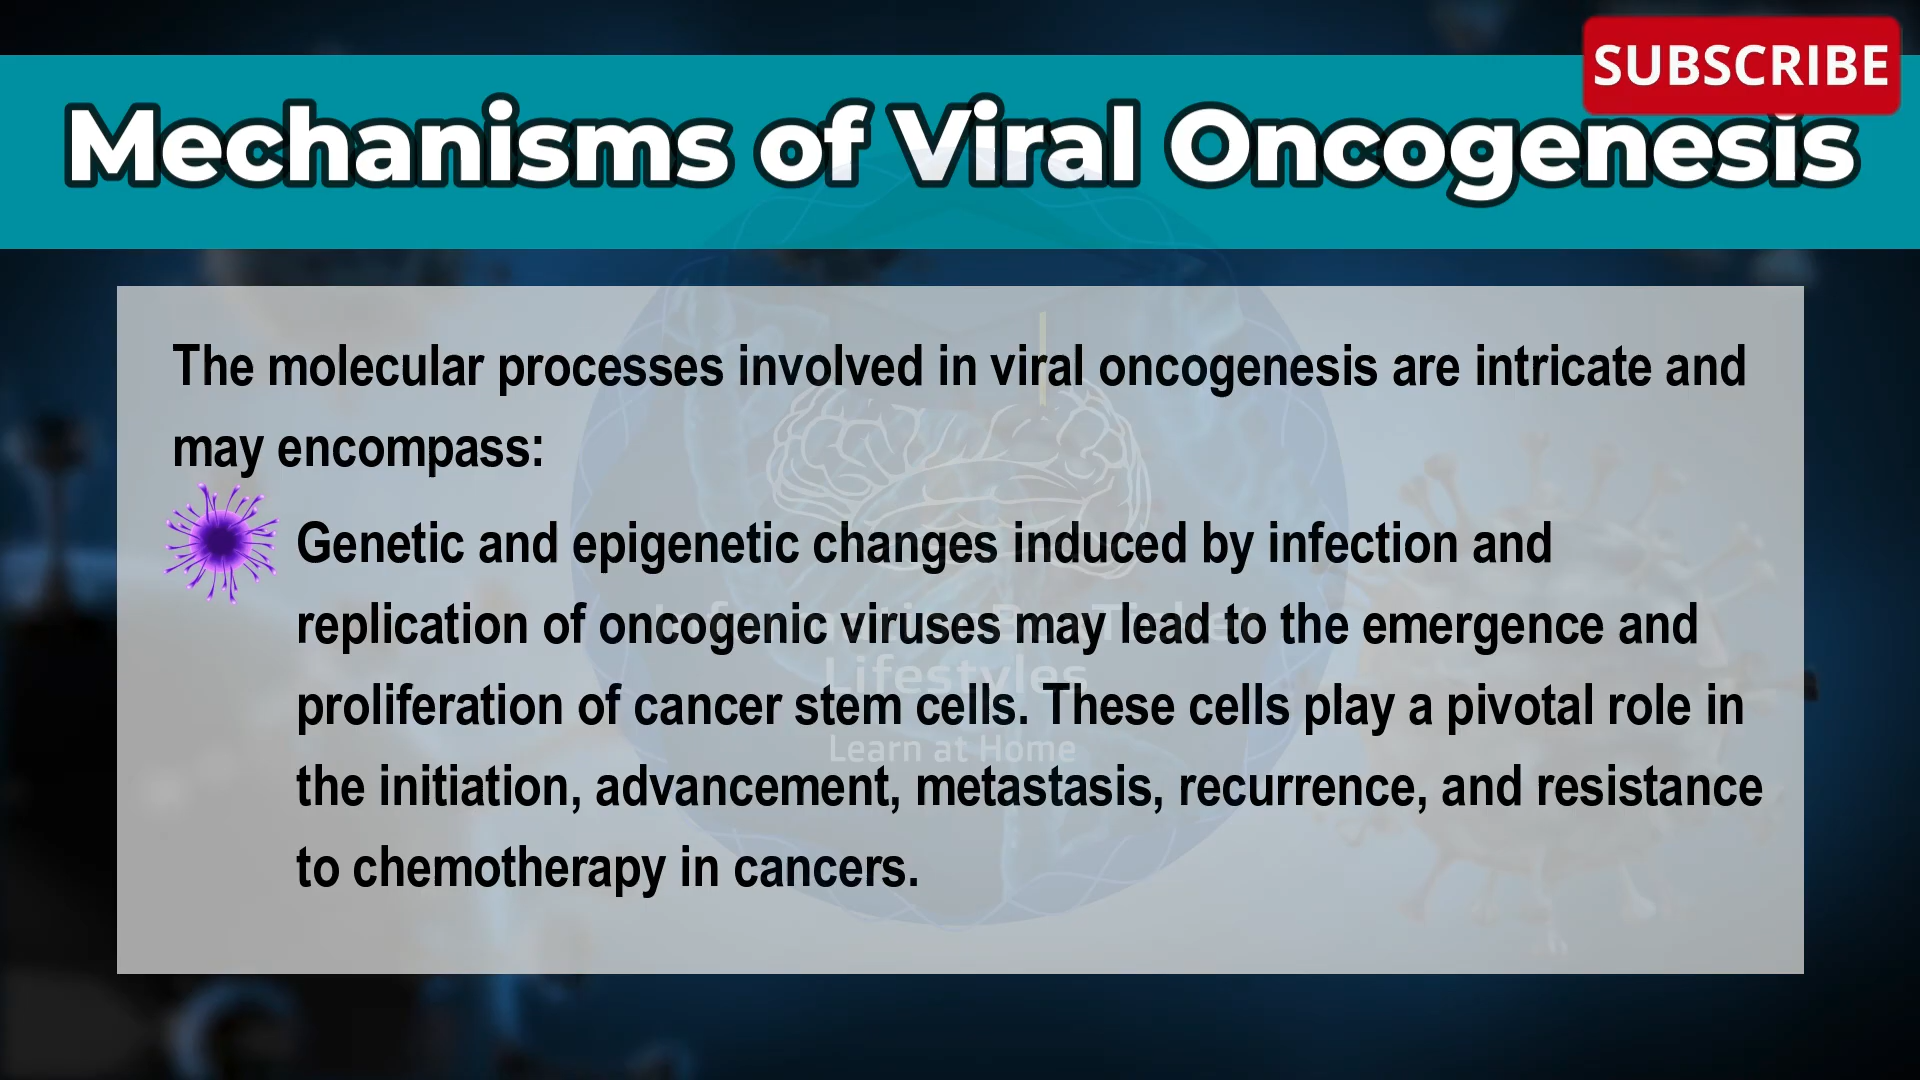 SUBSCRIBE
Mechanisms of Viral Oncogenesis
The molecular processes involved in viral oncogenesis are intricate and
may encompass:
Genetic and epigenetic changes induced by infection and
replication of oncogenic viruses may lead to the emergence and
proliferation of cancer stem cells. These cells play a pivotal role in
the initiation, advancement, metastasis, recurrence, and resistance
to chemotherapy in cancers.
Lifestyles
Learn at Home